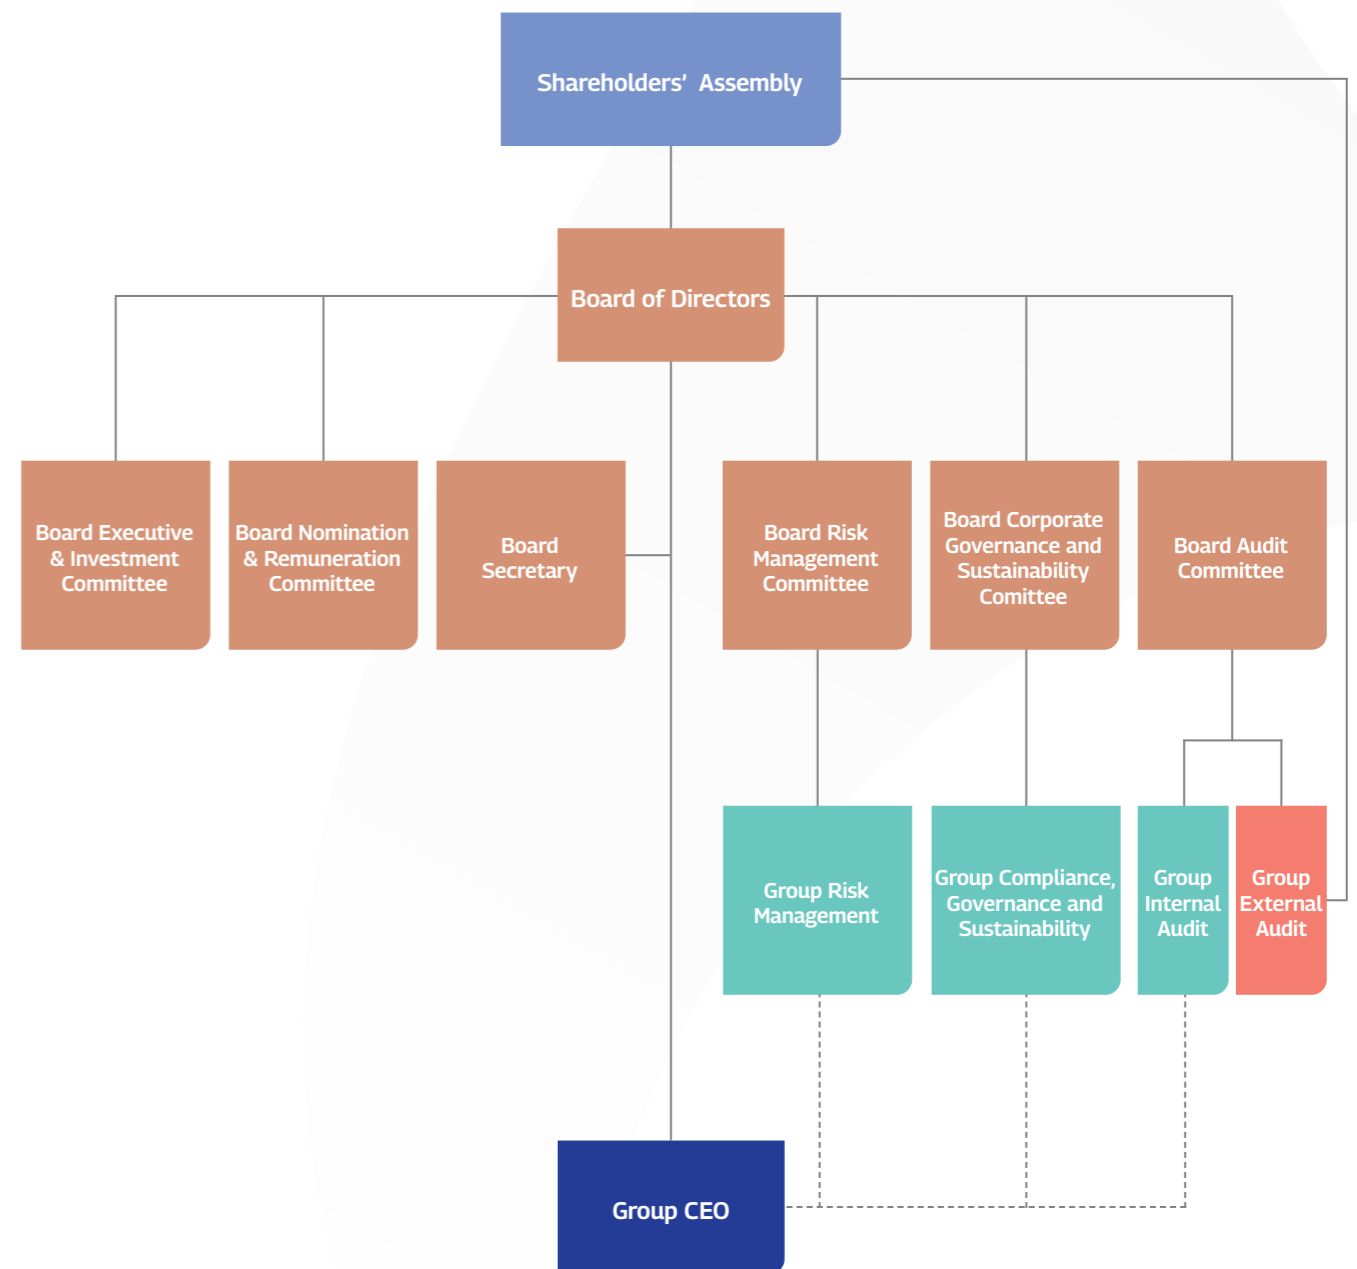 Shareholders' Assembly
Board of Directors
Board Executive
& Investment
Committee
Board Nomination
& Remuneration
Committee
Board
Secretary
Board Risk
Management
Committee
Board Corporate
Governance and
Sustainability
Comittee
Board Audit
Committee
Group Risk
Management
Group Compliance,
Governance and
Sustainability
Group
Internal
Audit
Group
External
Audit
Group CEO